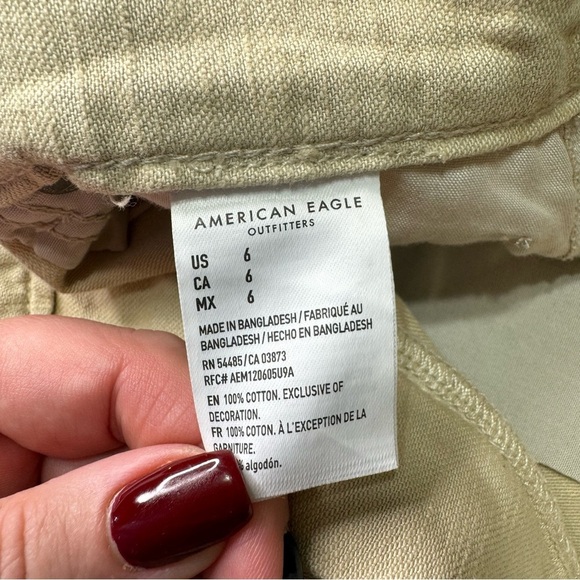 AMERICAN EAGLE
OUTFITTERS
US 6
CA 6
MX 6
MADE IN BANGLADESH / FABRIQUÉ AU
BANGLADESH / HECHO EN BANGLADESH
RN 54485 / CA 03873
RFC# AEM120605U9A
EN 100% COTTON. EXCLUSIVE OF
DECORATION.
FR 100% COTON. À L'EXCEPTION DE LA
GARNITURE.
algodón.